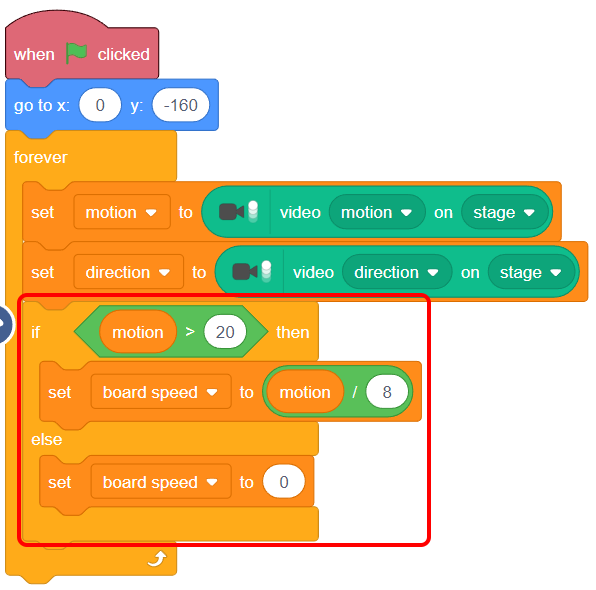 when clicked
go to x: 0 y: -160
forever
set motion to video motion on stage
set direction to video direction on stage
if motion > 20 then
set board speed to motion / 8
else
set board speed to 0